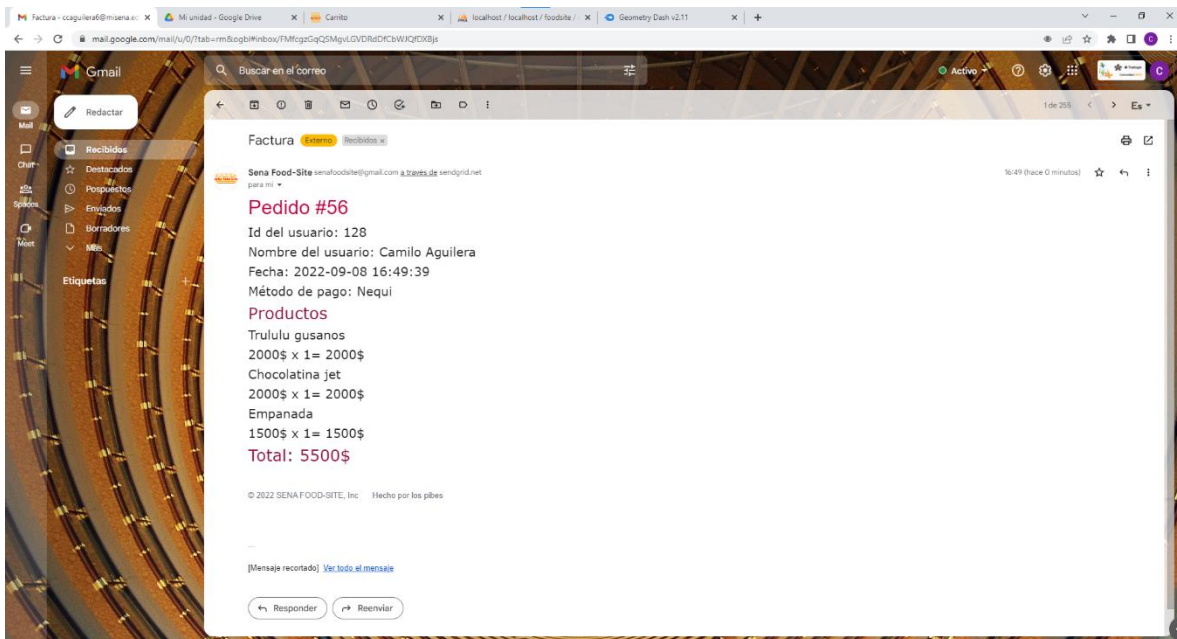 Factura - ccaguilera6@misena.ec
Mi unidad - Google Drive
Carrito
localhost / localhost / foodsite /
Geometry Dash v2.11
mail.google.com/mail/u/0/?tab=rm&ogbl#inbox/FMfcgzGqQSMgvLGVDRdDfCbWJQfDXBjs
Gmail
Buscar en el correo
Activo
C
Mail
Redactar
1 de 255
Es
Recibidos
Chat
Destacados
Pospuestos
Spaces
Enviados
Borradores
Meet
Más
Etiquetas
Factura Externo Recibidos x
Sena Food-Site senafoodsite@gmail.com a través de sendgrid.net
16:49 (hace 0 minutos)
para mí
Pedido #56
Id del usuario: 128
Nombre del usuario: Camilo Aguilera
Fecha: 2022-09-08 16:49:39
Método de pago: Nequi
Productos
Trululu gusanos
2000$ x 1= 2000$
Chocolatina jet
2000$ x 1= 2000$
Empanada
1500$ x 1= 1500$
Total: 5500$
© 2022 SENA FOOD-SITE, Inc Hecho por los pibes
...
[Mensaje recortado] Ver todo el mensaje
Responder
Reenviar